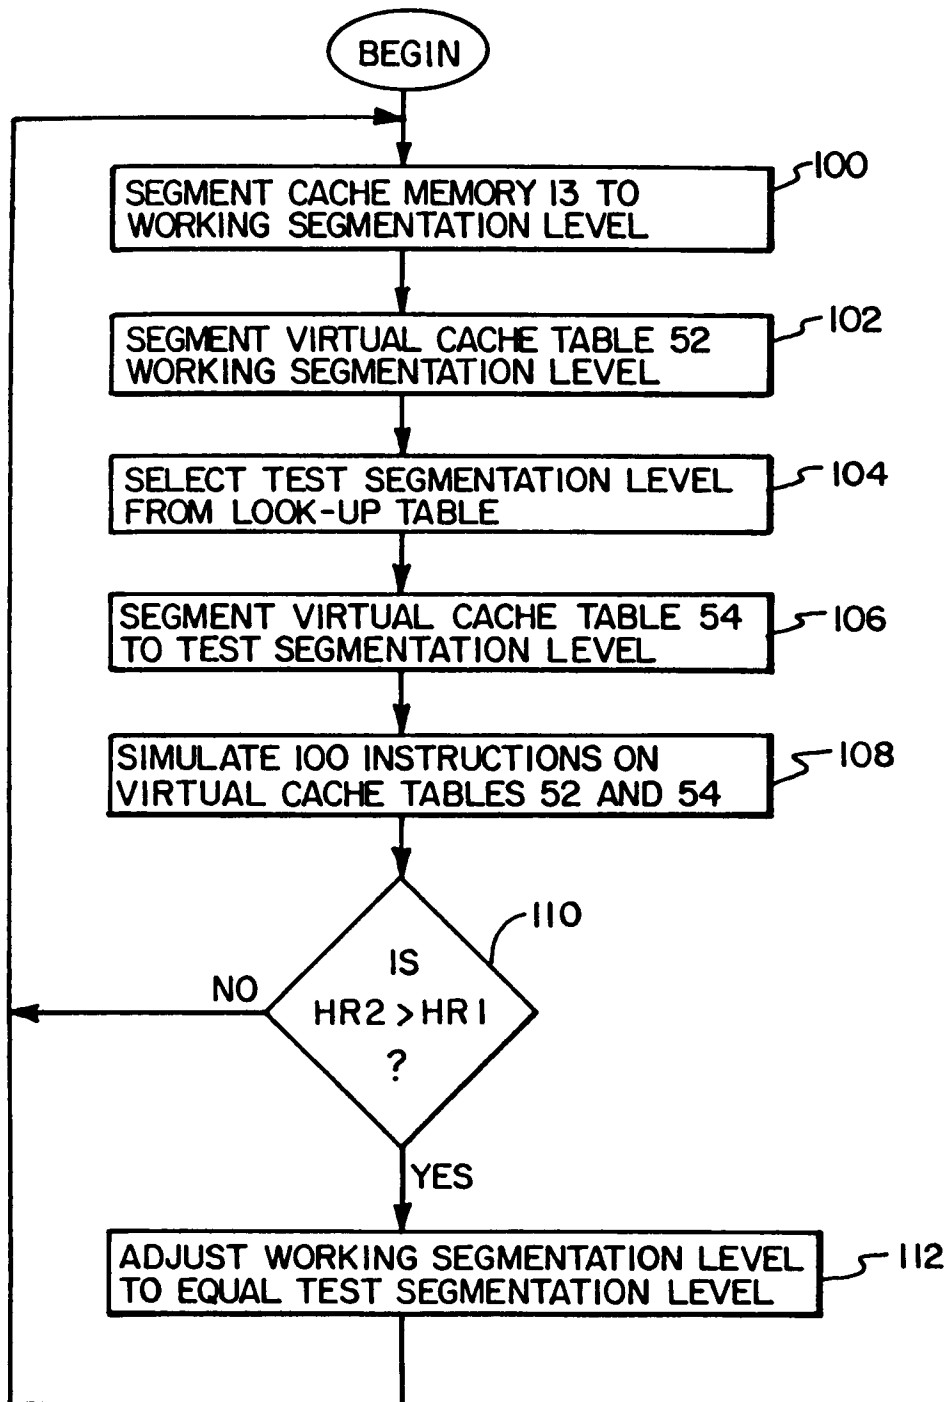 BEGIN
100
SEGMENT CACHE MEMORY 13 TO
WORKING SEGMENTATION LEVEL
102
SEGMENT VIRTUAL CACHE TABLE 52
WORKING SEGMENTATION LEVEL
104
SELECT TEST SEGMENTATION LEVEL
FROM LOOK-UP TABLE
106
SEGMENT VIRTUAL CACHE TABLE 54
TO TEST SEGMENTATION LEVEL
108
SIMULATE 100 INSTRUCTIONS ON
VIRTUAL CACHE TABLES 52 AND 54
110
IS
HR2 > HR1
?
NO
YES
112
ADJUST WORKING SEGMENTATION LEVEL
TO EQUAL TEST SEGMENTATION LEVEL